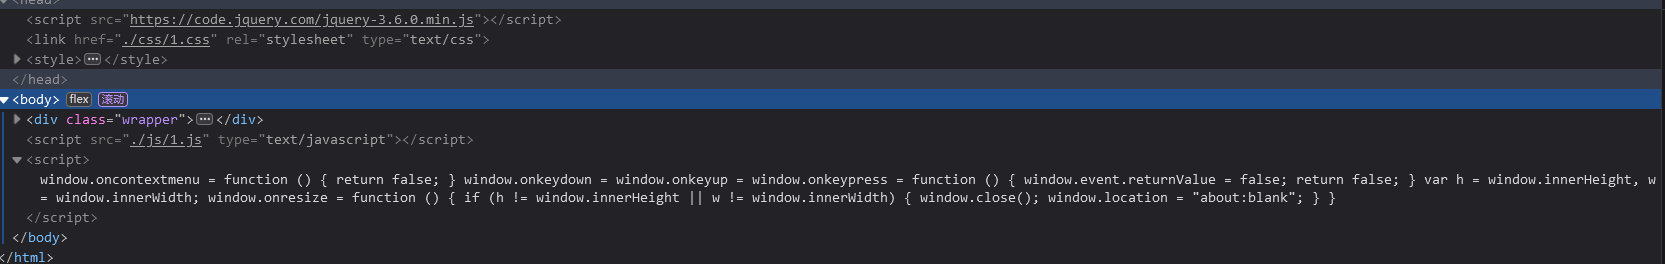 <head>
<script src="https://code.jquery.com/jquery-3.6.0.min.js"></script>
<link href="./css/1.css" rel="stylesheet" type="text/css">
<style>⋯</style>
</head>
<body> flex 滚动
<div class="wrapper">⋯</div>
<script src="./js/1.js" type="text/javascript"></script>
<script>
window.oncontextmenu = function () { return false; } window.onkeydown = window.onkeyup = window.onkeypress = function () { window.event.returnValue = false; return false; } var h = window.innerHeight, w
= window.innerWidth; window.onresize = function () { if (h != window.innerHeight || w != window.innerWidth) { window.close(); window.location = "about:blank"; } }
</script>
</body>
</html>